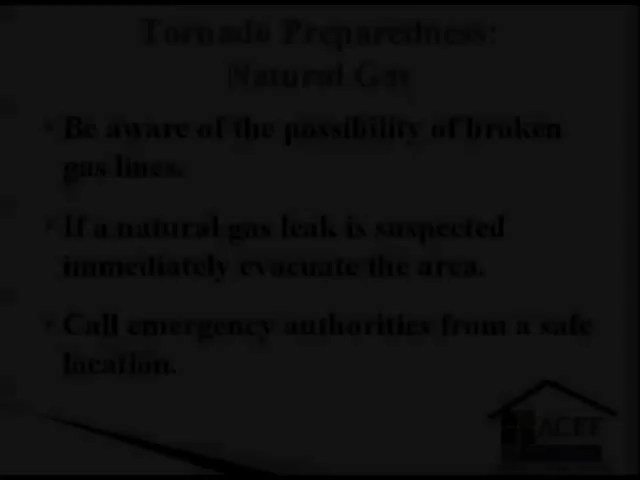 Tornado Preparedness:
Natural Gas
• Be aware of the possibility of broken
gas lines.
• If a natural gas leak is suspected
immediately evacuate the area.
• Call emergency authorities from a safe
location.